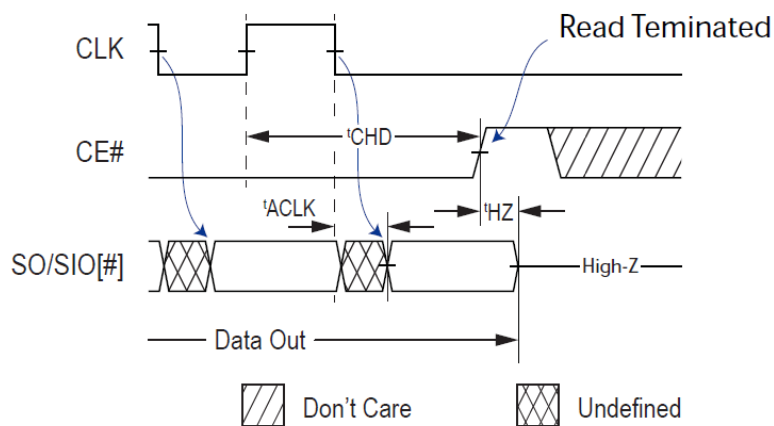 Read Teminated
CLK
CE#
tCHD
tACLK
tHZ
SO/SIO[#]
High-Z
Data Out
Don't Care
Undefined